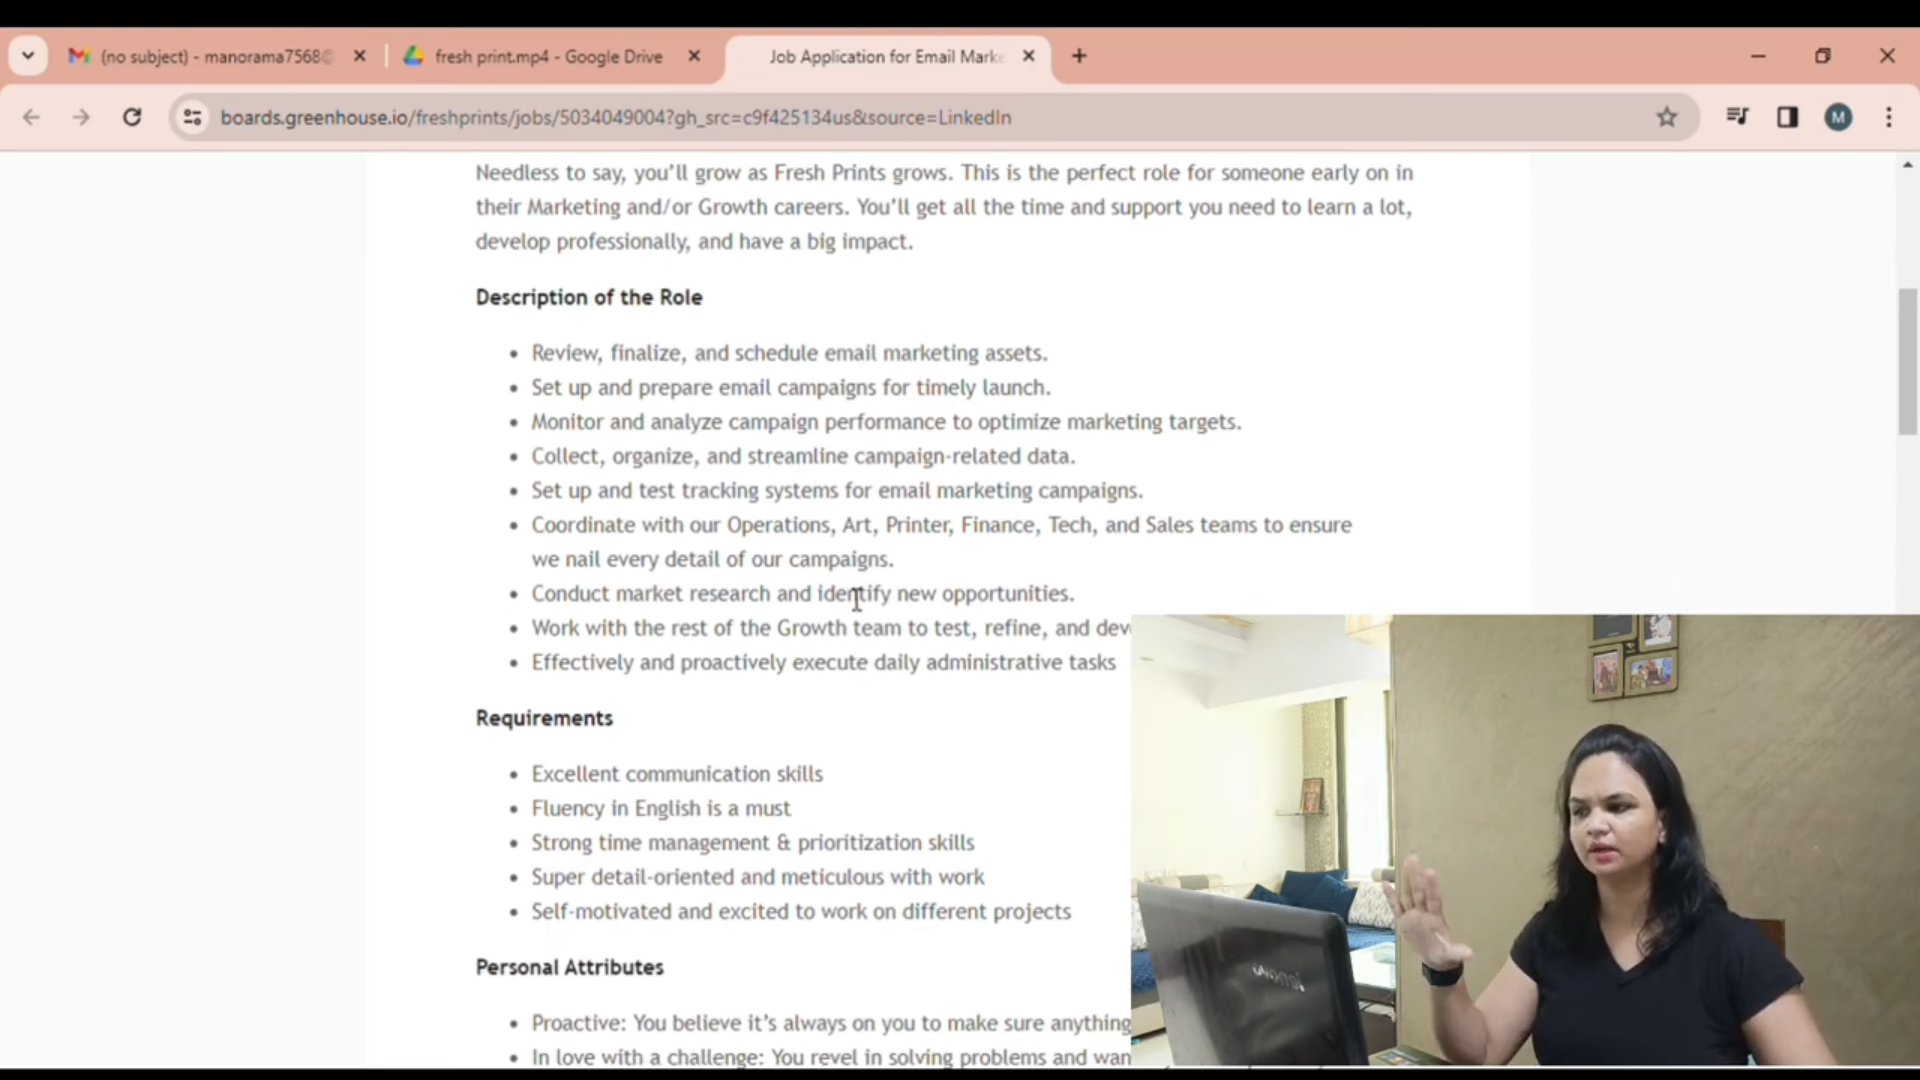 (no subject) - manorama7568@
fresh print.mp4 - Google Drive
Job Application for Email Marke
boards.greenhouse.io/freshprints/jobs/5034049004?gh_src=c9f425134us&source=LinkedIn
M
Needless to say, you’ll grow as Fresh Prints grows. This is the perfect role for someone early on in
their Marketing and/or Growth careers. You’ll get all the time and support you need to learn a lot,
develop professionally, and have a big impact.
Description of the Role
• Review, finalize, and schedule email marketing assets.
• Set up and prepare email campaigns for timely launch.
• Monitor and analyze campaign performance to optimize marketing targets.
• Collect, organize, and streamline campaign-related data.
• Set up and test tracking systems for email marketing campaigns.
• Coordinate with our Operations, Art, Printer, Finance, Tech, and Sales teams to ensure
we nail every detail of our campaigns.
• Conduct market research and identify new opportunities.
• Work with the rest of the Growth team to test, refine, and dev
• Effectively and proactively execute daily administrative tasks
Requirements
• Excellent communication skills
• Fluency in English is a must
• Strong time management & prioritization skills
• Super detail-oriented and meticulous with work
• Self-motivated and excited to work on different projects
Personal Attributes
• Proactive: You believe it’s always on you to make sure anything
• In love with a challenge: You revel in solving problems and wan
lenovo